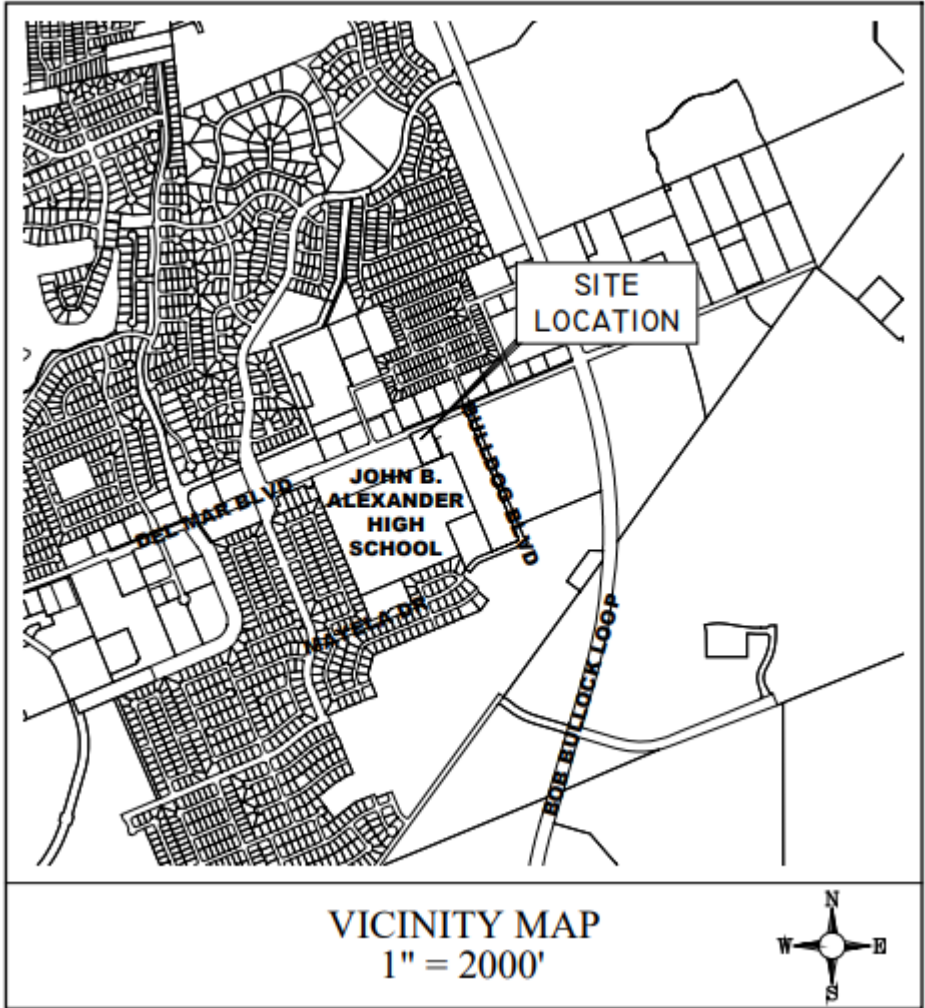 SITE
LOCATION
BULLDOG BLVD
JOHN B.
ALEXANDER
HIGH
SCHOOL
DEL MAR BLVD
MAYELA DR
BOB BULLOCK LOOP
VICINITY MAP
1" = 2000'
N
W E
S